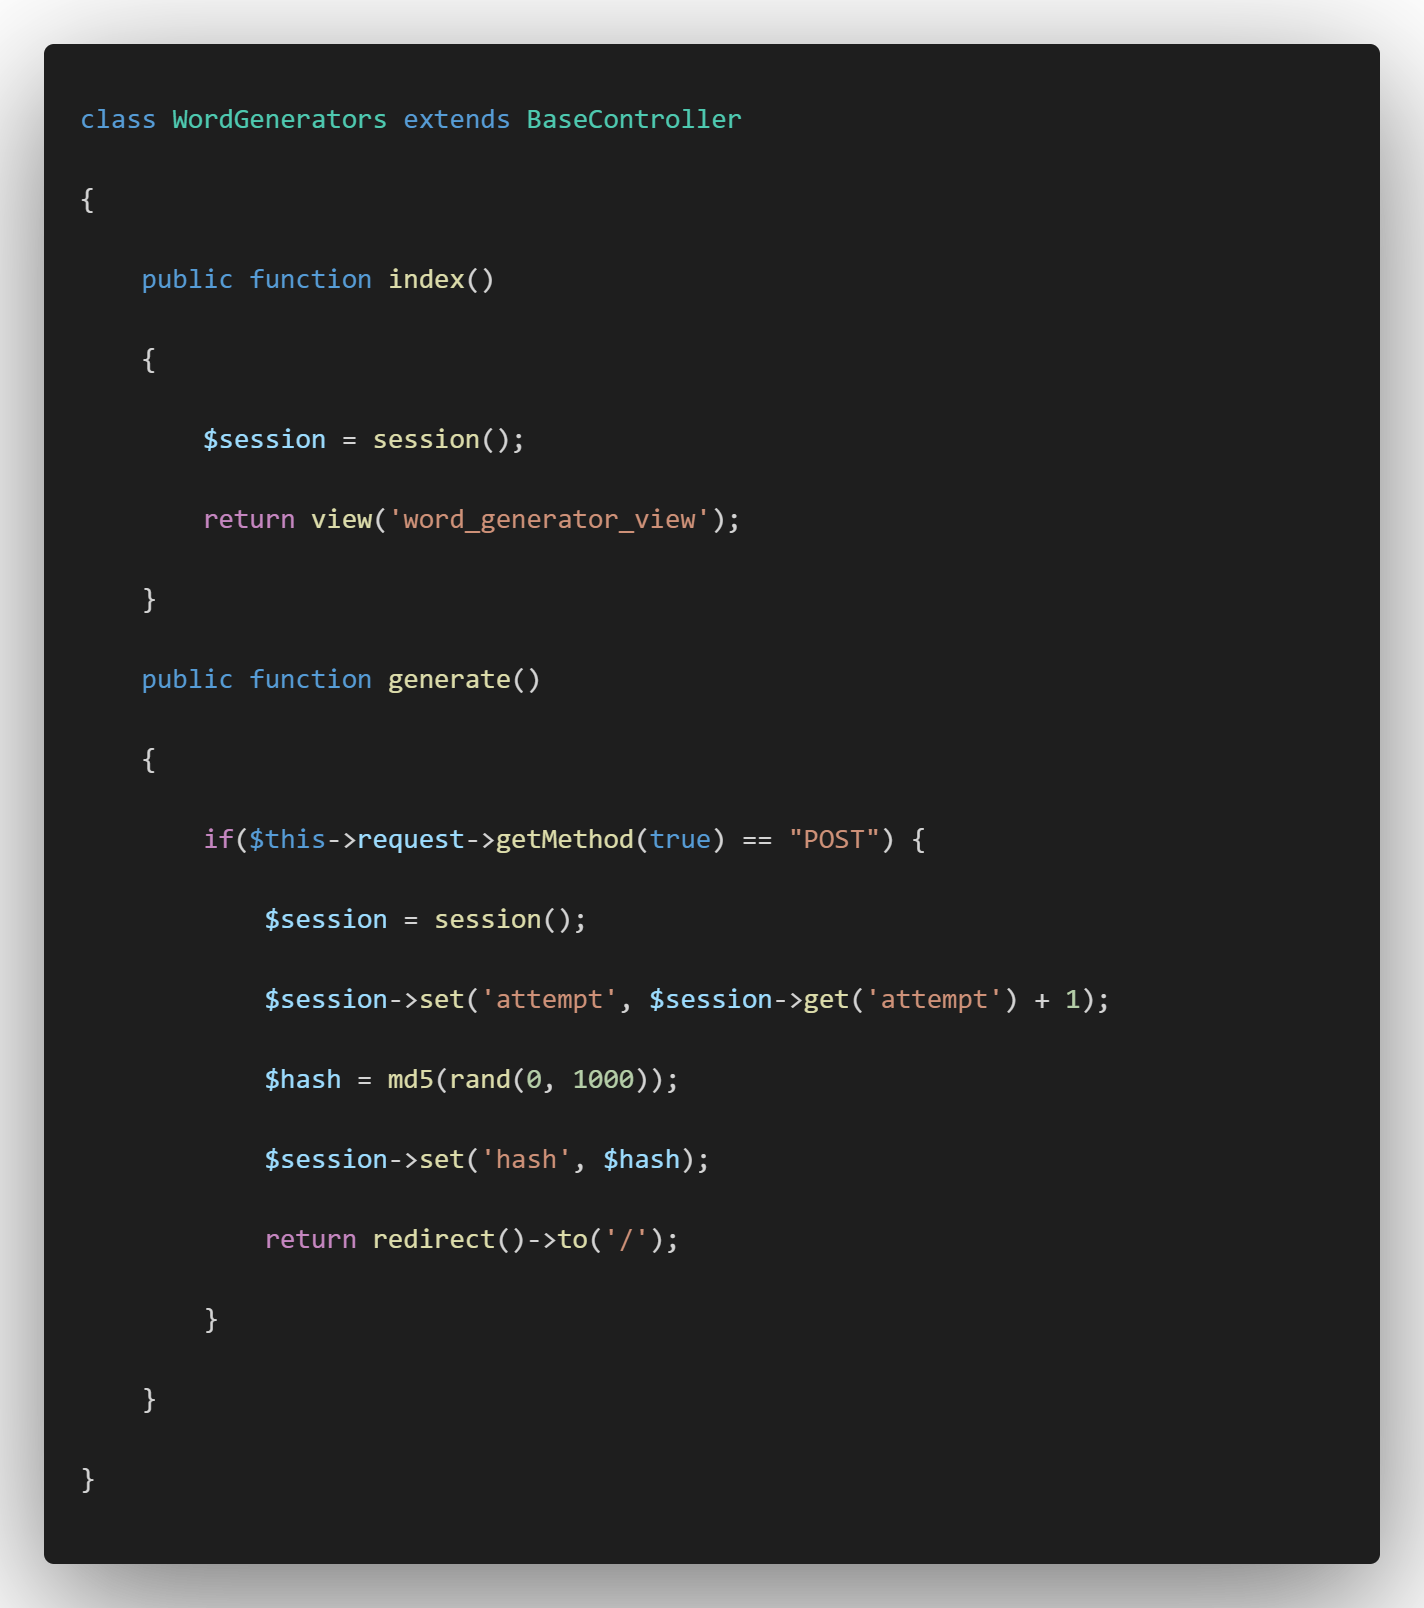 class WordGenerators extends BaseController
{
    public function index()
    {
        $session = session();
        return view('word_generator_view');
    }
    public function generate()
    {
        if($this->request->getMethod(true) == "POST") {
            $session = session();
            $session->set('attempt', $session->get('attempt') + 1);
            $hash = md5(rand(0, 1000));
            $session->set('hash', $hash);
            return redirect()->to('/');
        }
    }
}